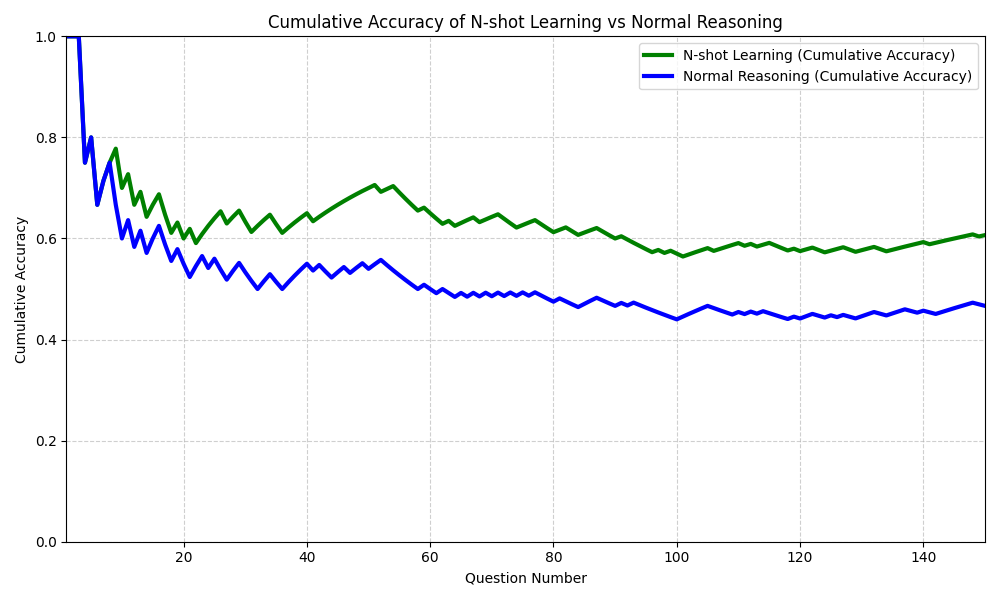 Cumulative Accuracy of N-shot Learning vs Normal Reasoning
N-shot Learning (Cumulative Accuracy)
Normal Reasoning (Cumulative Accuracy)
Cumulative Accuracy
1.0
0.8
0.6
0.4
0.2
0.0
20 40 60 80 100 120 140
Question Number